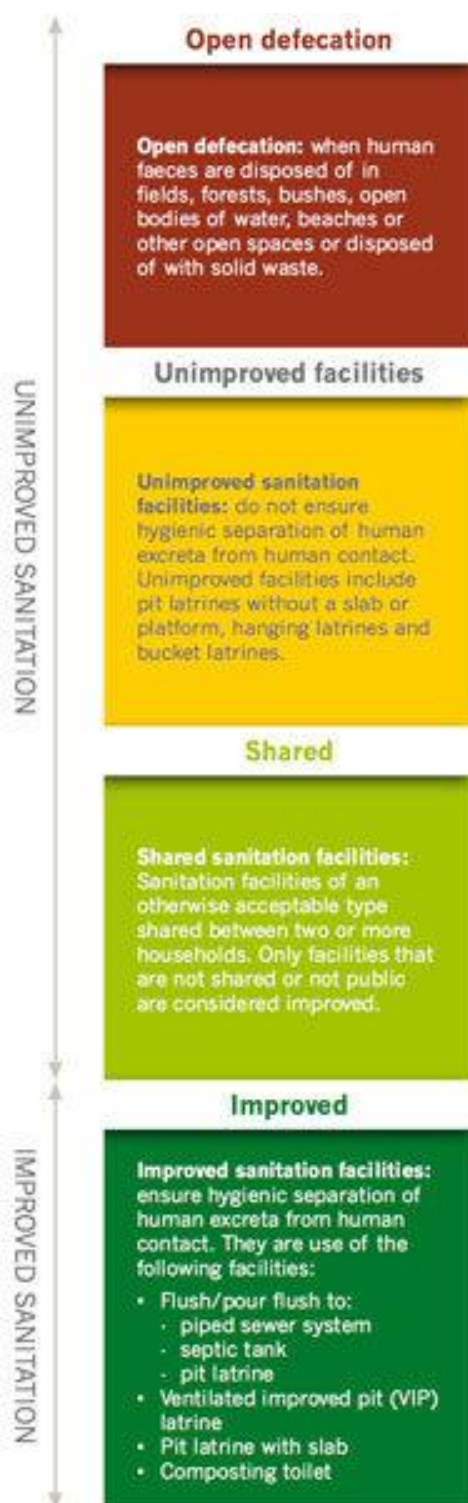 Open defecation
Open defecation: when human
faeces are disposed of in
fields, forests, bushes, open
bodies of water, beaches or
other open spaces or disposed
of with solid waste.
UNIMPROVED SANITATION
Unimproved facilities
Unimproved sanitation
facilities: do not ensure
hygienic separation of human
excreta from human contact.
Unimproved facilities include
pit latrines without a slab or
platform, hanging latrines and
bucket latrines.
Shared
Shared sanitation facilities:
Sanitation facilities of an
otherwise acceptable type
shared between two or more
households. Only facilities that
are not shared or not public
are considered improved.
IMPROVED SANITATION
Improved
Improved sanitation facilities:
ensure hygienic separation of
human excreta from human
contact. They are use of the
following facilities:
• Flush/pour flush to:
- piped sewer system
- septic tank
- pit latrine
• Ventilated improved pit (VIP)
latrine
• Pit latrine with slab
• Composting toilet